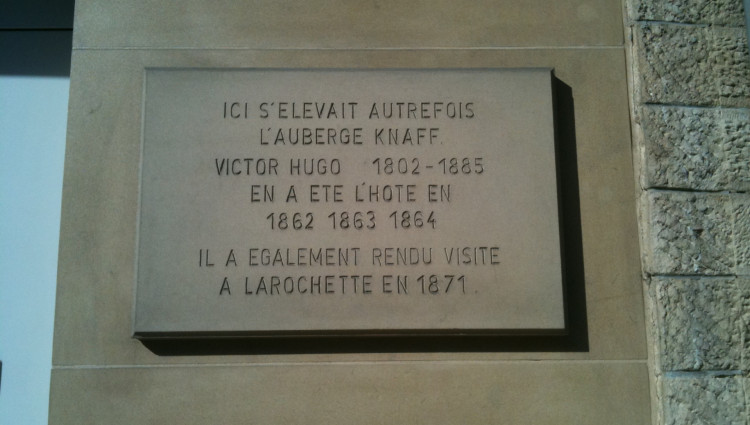 ICI S'ELEVAIT AUTREFOIS
L'AUBERGE KNAFF.
VICTOR HUGO 1802-1885
EN A ETE L'HOTE EN
1862 1863 1864
IL A EGALEMENT RENDU VISITE
A LAROCHETTE EN 1871.